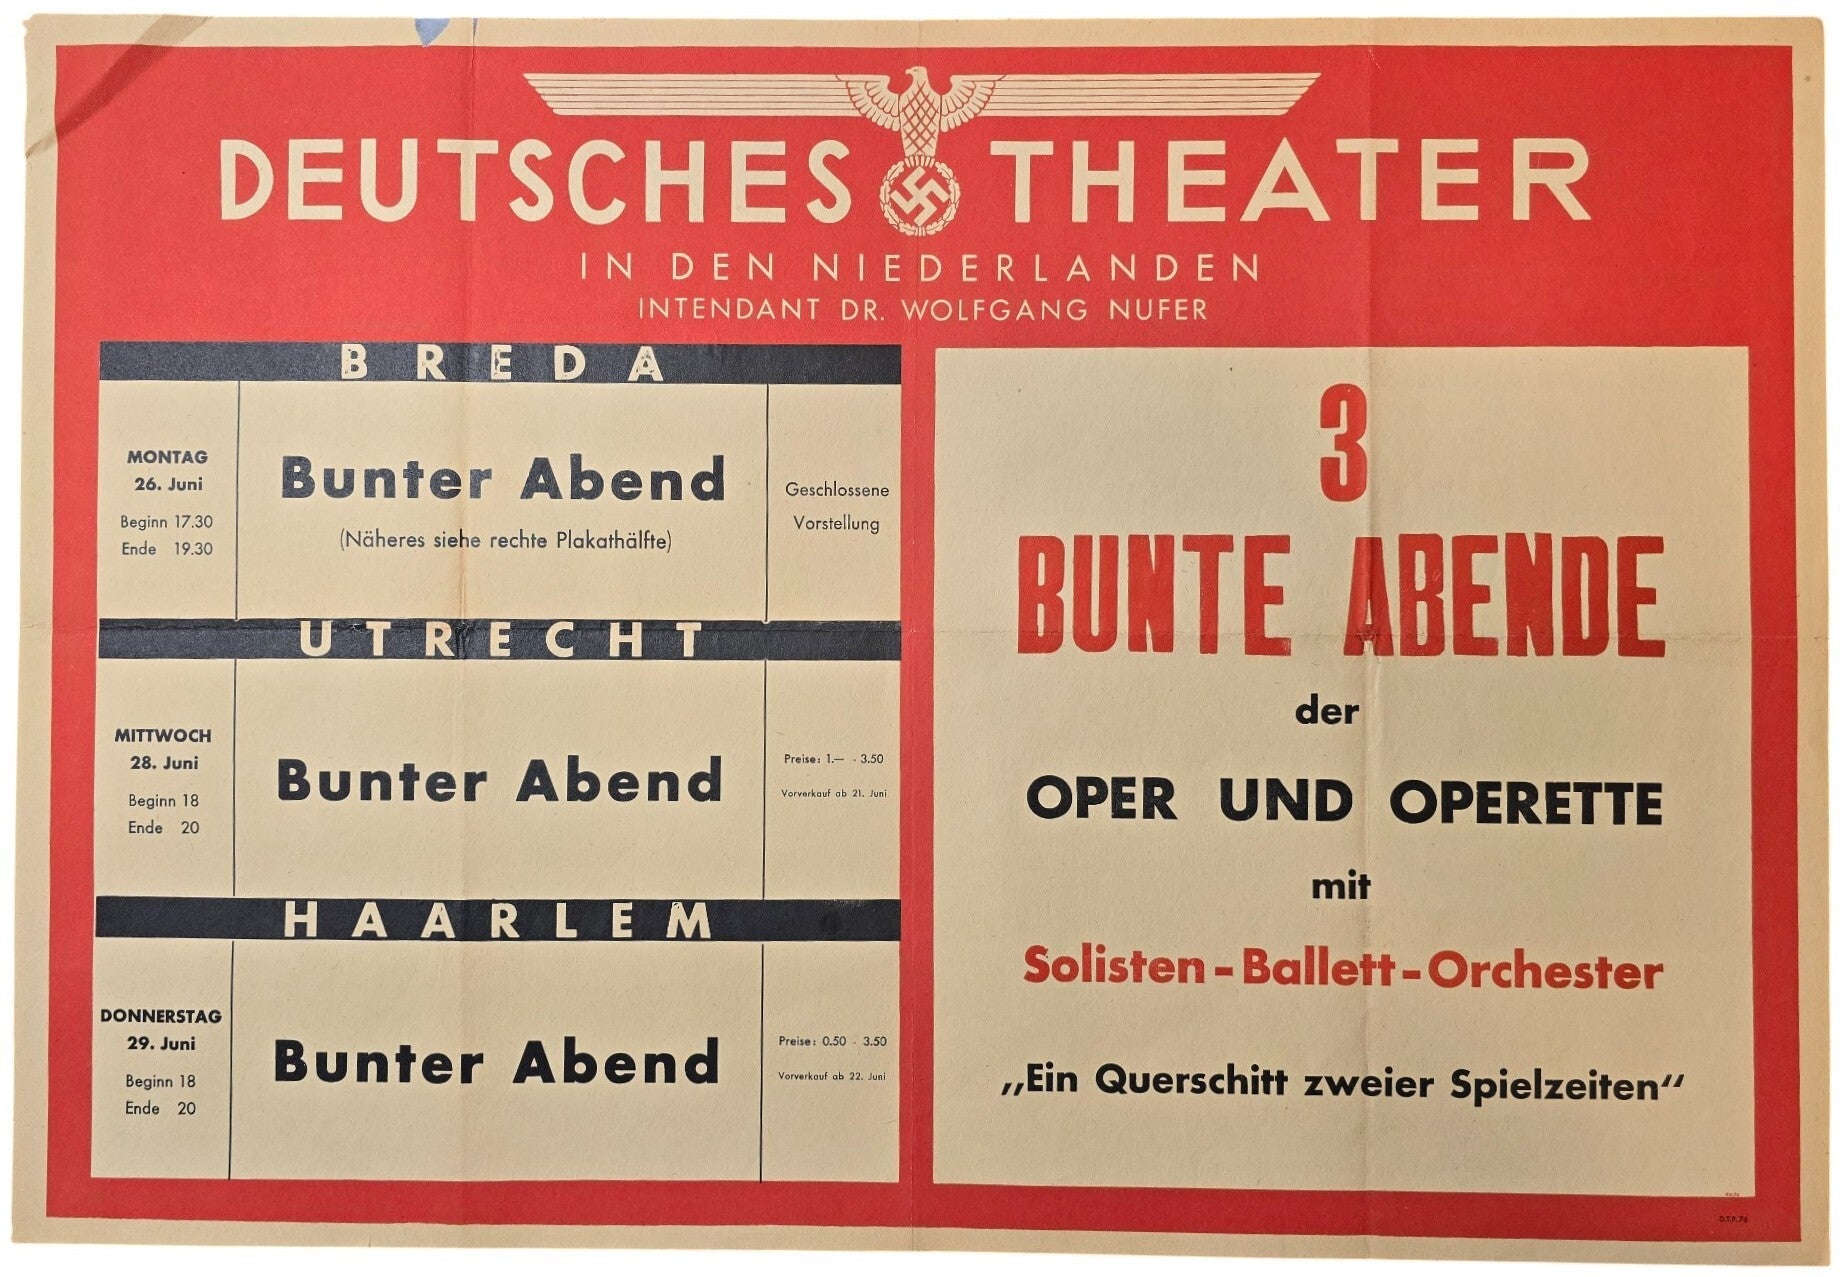 DEUTSCHES THEATER
IN DEN NIEDERLANDEN
INTENDANT DR. WOLFGANG NUFER
BREDA
MONTAG
26. Juni
Beginn 17.30
Ende 19.30
Bunter Abend
(Näheres siehe rechte Plakathälfte)
Geschlossene
Vorstellung
UTRECHT
MITTWOCH
28. Juni
Beginn 18
Ende 20
Bunter Abend
Preise: 1.— - 3.50
Vorverkauf ab 21. Juni
HAARLEM
DONNERSTAG
29. Juni
Beginn 18
Ende 20
Bunter Abend
Preise: 0.50 - 3.50
Vorverkauf ab 22. Juni
3
BUNTE ABENDE
der
OPER UND OPERETTE
mit
Solisten-Ballett-Orchester
„Ein Querschitt zweier Spielzeiten“
D.T.P. 76